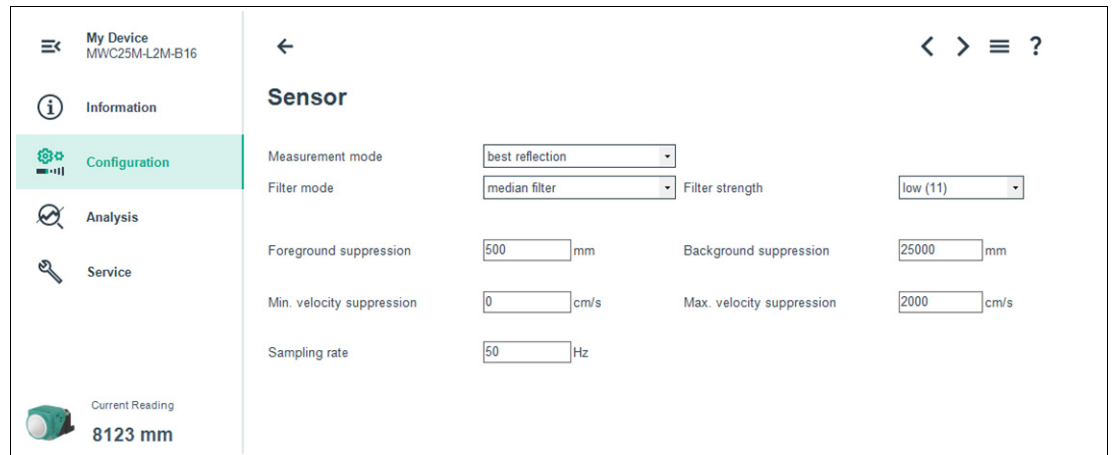 My Device
MWC25M-L2M-B16
Information
Configuration
Analysis
Service
Current Reading
8123 mm
?
Sensor
Measurement mode best reflection
Filter mode median filter Filter strength low (11)
Foreground suppression 500 mm Background suppression 25000 mm
Min. velocity suppression 0 cm/s Max. velocity suppression 2000 cm/s
Sampling rate 50 Hz